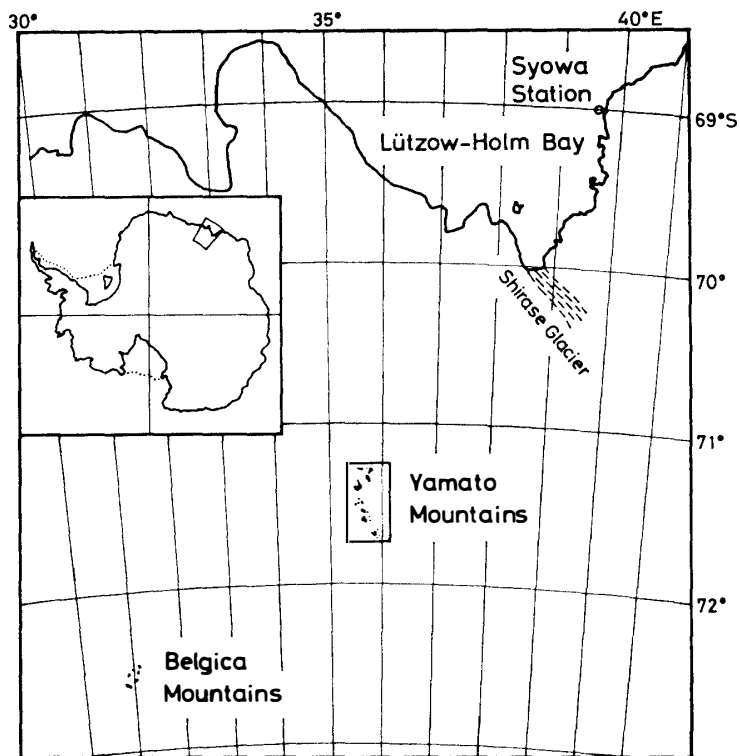 30°
35°
40°E
Syowa
Station
69°S
Lützow-Holm Bay
70°
Shirase Glacier
71°
Yamato
Mountains
72°
Belgica
Mountains